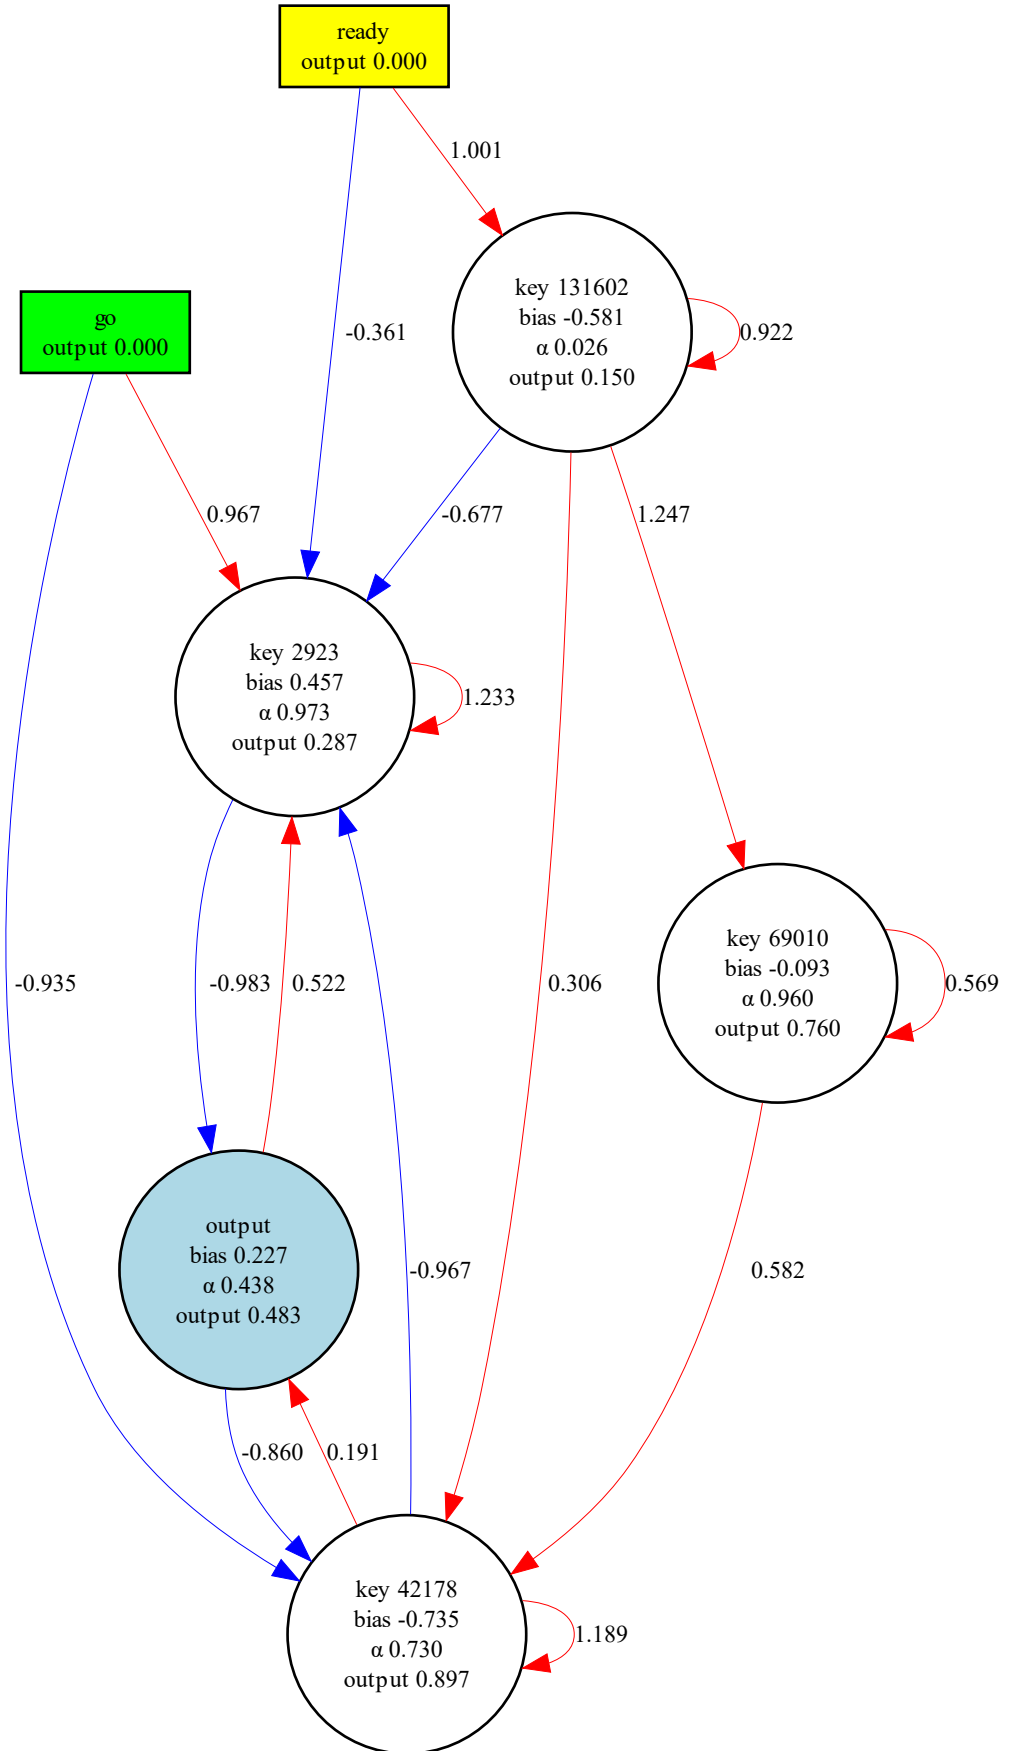 ready
output 0.000
1.001
key 131602
bias -0.581
α 0.026
output 0.150
0.922
go
output 0.000
-0.361
0.967
-0.677
1.247
key 2923
bias 0.457
α 0.973
output 0.287
1.233
key 69010
bias -0.093
α 0.960
output 0.760
0.569
-0.935
-0.983
0.522
0.306
output
bias 0.227
α 0.438
output 0.483
-0.967
0.582
-0.860
0.191
key 42178
bias -0.735
α 0.730
output 0.897
1.189